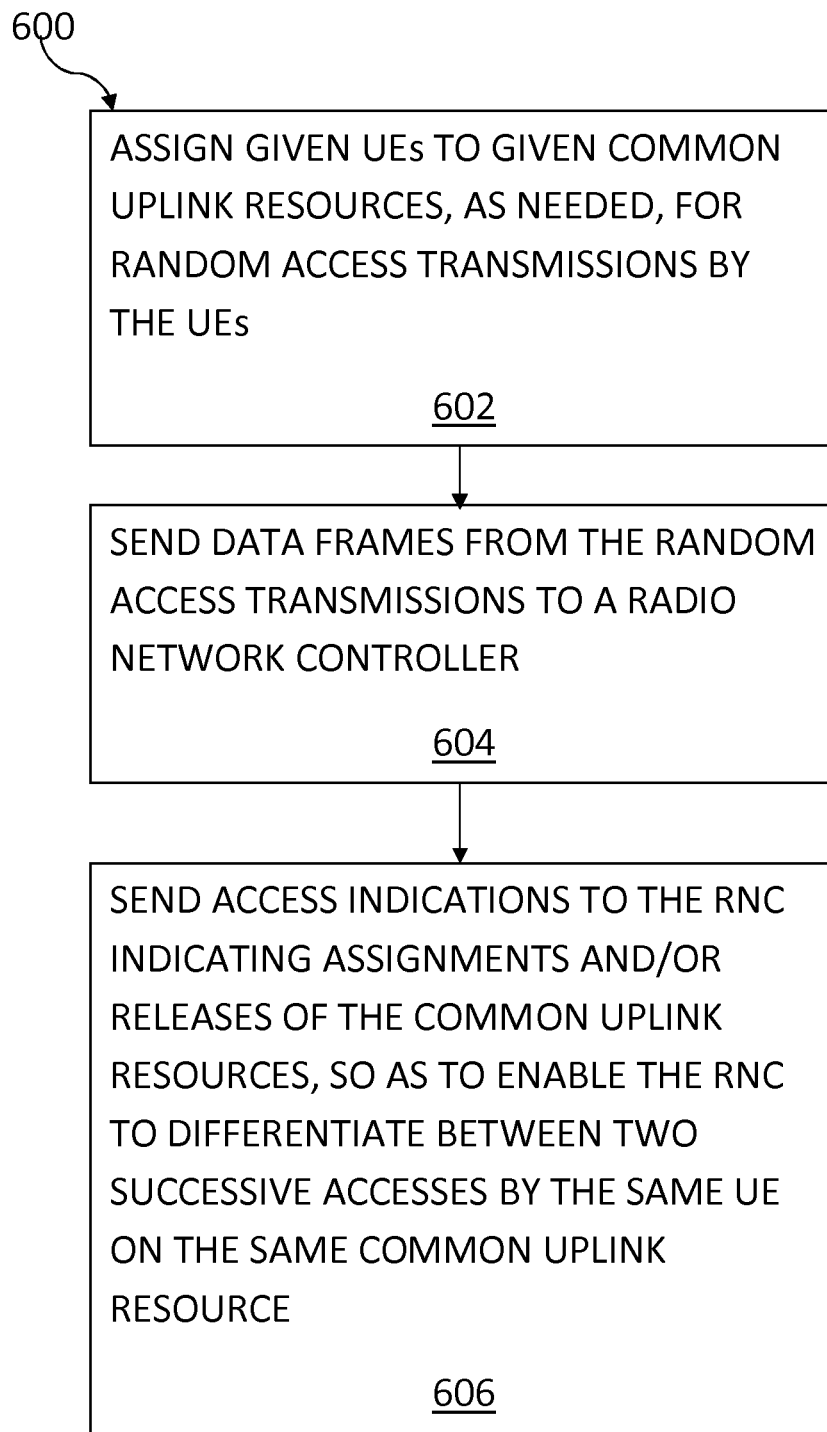 600
ASSIGN GIVEN UEs TO GIVEN COMMON
UPLINK RESOURCES, AS NEEDED, FOR
RANDOM ACCESS TRANSMISSIONS BY
THE UEs
602
SEND DATA FRAMES FROM THE RANDOM
ACCESS TRANSMISSIONS TO A RADIO
NETWORK CONTROLLER
604
SEND ACCESS INDICATIONS TO THE RNC
INDICATING ASSIGNMENTS AND/OR
RELEASES OF THE COMMON UPLINK
RESOURCES, SO AS TO ENABLE THE RNC
TO DIFFERENTIATE BETWEEN TWO
SUCCESSIVE ACCESSES BY THE SAME UE
ON THE SAME COMMON UPLINK
RESOURCE
606